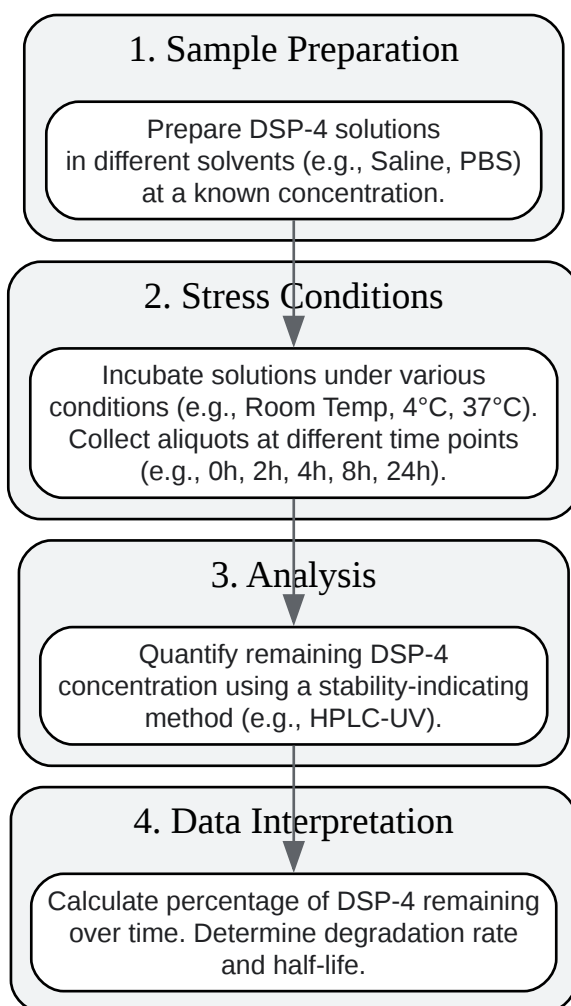 1. Sample Preparation
Prepare DSP-4 solutions
in different solvents (e.g., Saline, PBS)
at a known concentration.
2. Stress Conditions
Incubate solutions under various
conditions (e.g., Room Temp, 4°C, 37°C).
Collect aliquots at different time points
(e.g., 0h, 2h, 4h, 8h, 24h).
3. Analysis
Quantify remaining DSP-4
concentration using a stability-indicating
method (e.g., HPLC-UV).
4. Data Interpretation
Calculate percentage of DSP-4 remaining
over time. Determine degradation rate
and half-life.